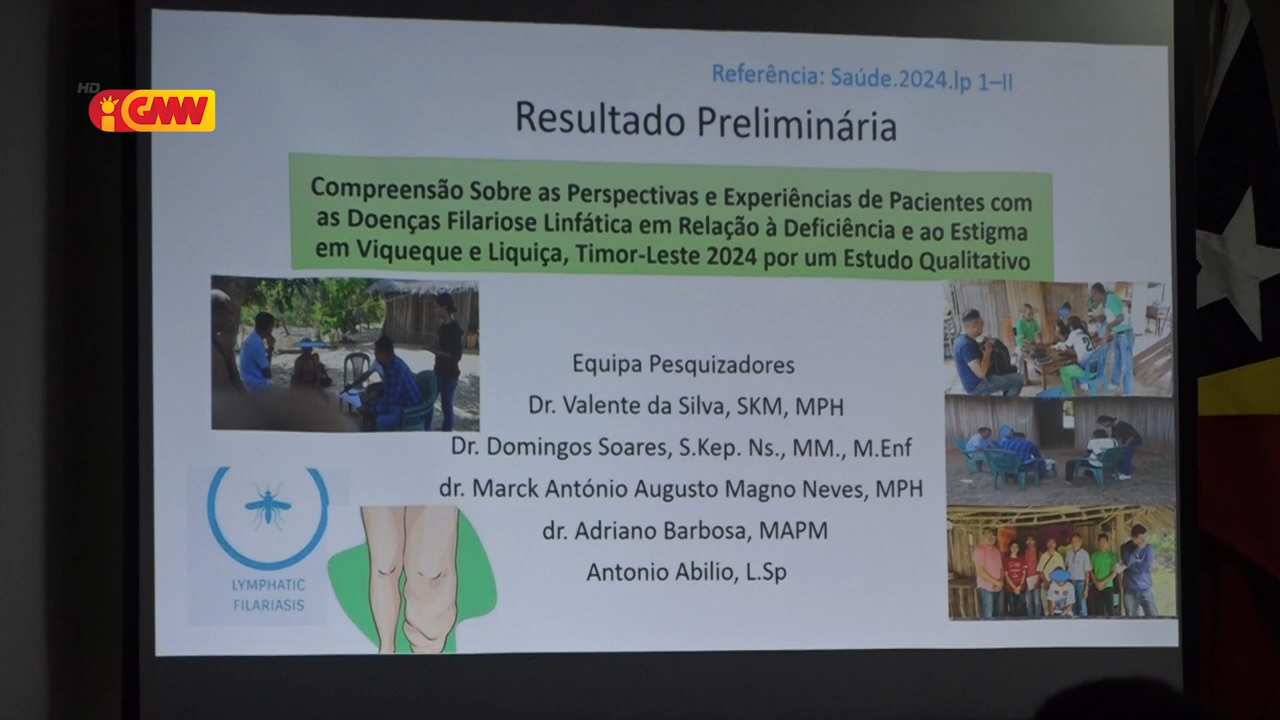 HD
GMW
Referência: Saúde.2024.lp 1–II
Resultado Preliminária
Compreensão Sobre as Perspectivas e Experiências de Pacientes com
as Doenças Filariose Linfática em Relação à Deficiência e ao Estigma
em Viqueque e Liquiça, Timor-Leste 2024 por um Estudo Qualitativo
Equipa Pesquizadores
Dr. Valente da Silva, SKM, MPH
Dr. Domingos Soares, S.Kep. Ns., MM., M.Enf
dr. Marck António Augusto Magno Neves, MPH
dr. Adriano Barbosa, MAPM
Antonio Abilio, L.Sp
LYMPHATIC
FILARIASIS